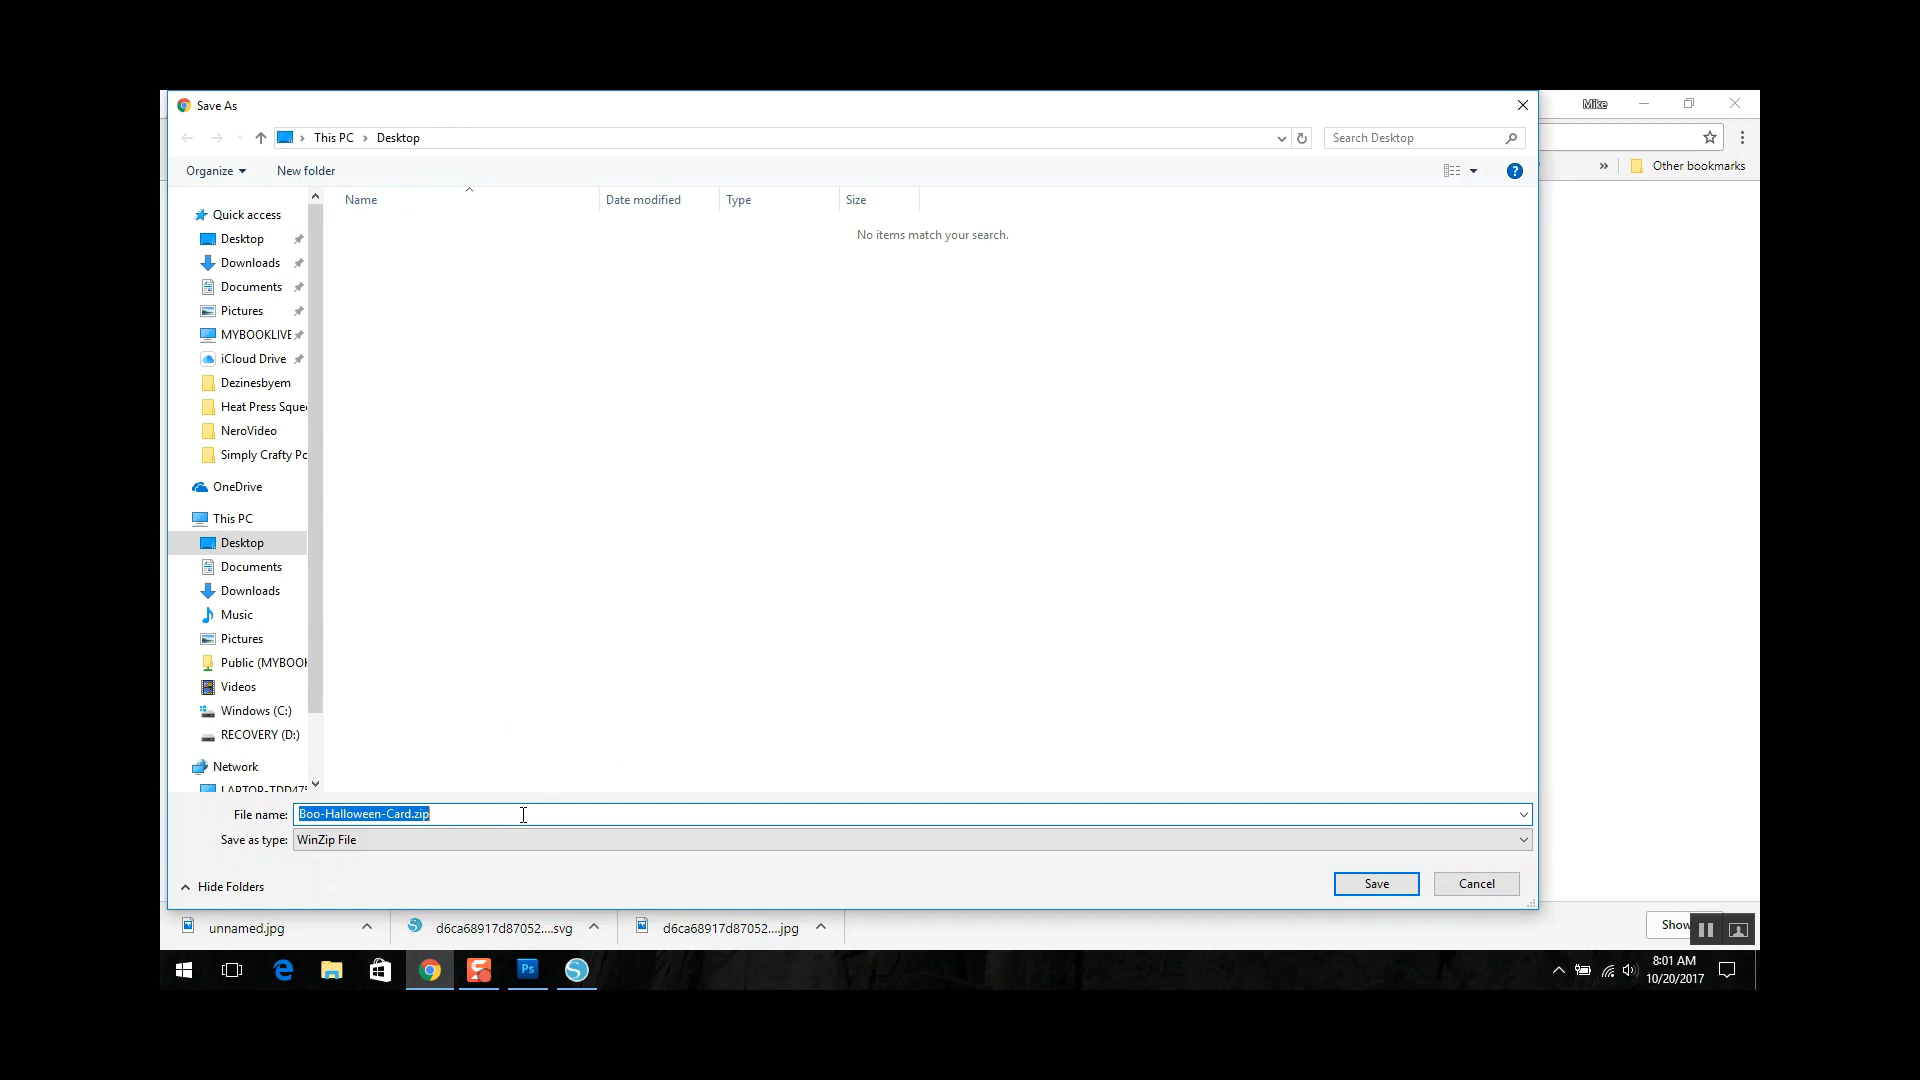 Save As
Mike
This PC
Desktop
Search Desktop
Organize
New folder
Other bookmarks
Name
Date modified
Type
Size
No items match your search.
Quick access
Desktop
Downloads
Documents
Pictures
MYBOOKLIVE
iCloud Drive
Dezinesbyem
Heat Press Sque
NeroVideo
Simply Crafty Po
OneDrive
This PC
Desktop
Documents
Downloads
Music
Pictures
Public (MYBOO
Videos
Windows (C:)
RECOVERY (D:)
Network
File name: Boo-Halloween-Card.zip
Save as type: WinZip File
Hide Folders
Save
Cancel
unnamed.jpg
d6ca68917d87052....svg
d6ca68917d87052....jpg
Show
Ps
8:01 AM
10/20/2017